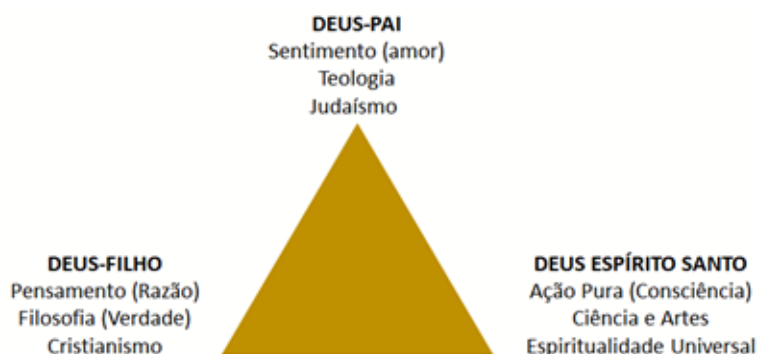 DEUS-PAI
Sentimento (amor)
Teologia
Judaísmo
DEUS-FILHO
Pensamento (Razão)
Filosofia (Verdade)
Cristianismo
DEUS ESPÍRITO SANTO
Ação Pura (Consciência)
Ciência e Artes
Espiritualidade Universal